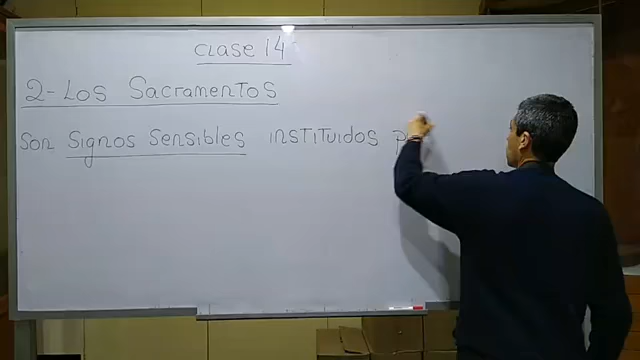 Clase 14
2- Los Sacramentos
Son Signos Sensibles instituidos